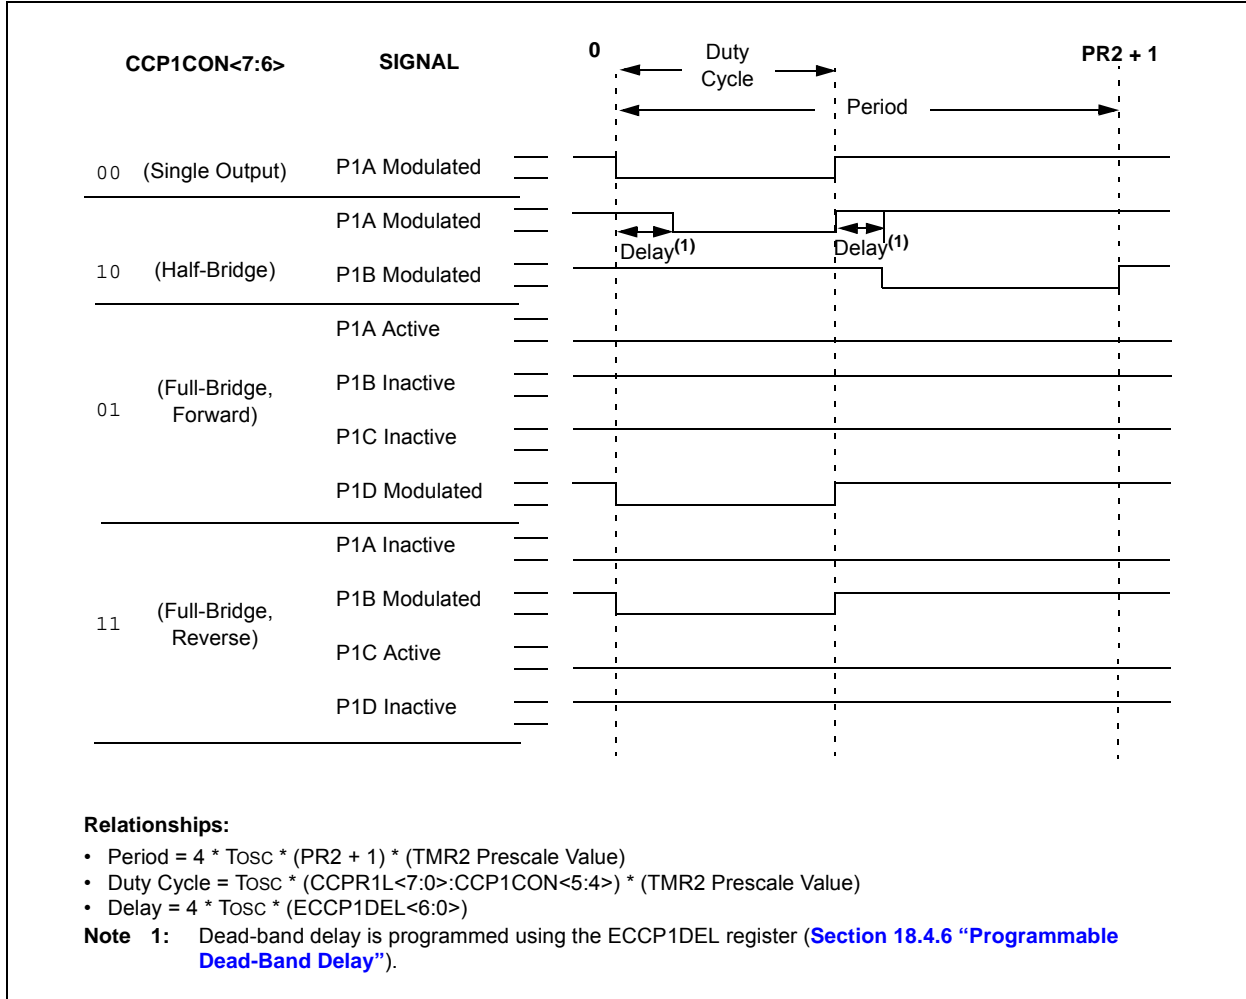 CCP1CON<7:6> SIGNAL 0 Duty Cycle PR2 + 1
Period
00 (Single Output) P1A Modulated
P1A Modulated
Delay(1) Delay(1)
10 (Half-Bridge) P1B Modulated
P1A Active
P1B Inactive
01 (Full-Bridge, Forward)
P1C Inactive
P1D Modulated
P1A Inactive
P1B Modulated
11 (Full-Bridge, Reverse)
P1C Active
P1D Inactive
Relationships:
• Period = 4 * TOSC * (PR2 + 1) * (TMR2 Prescale Value)
• Duty Cycle = TOSC * (CCPR1L<7:0>:CCP1CON<5:4>) * (TMR2 Prescale Value)
• Delay = 4 * TOSC * (ECCP1DEL<6:0>)
Note 1: Dead-band delay is programmed using the ECCP1DEL register (Section 18.4.6 “Programmable
Dead-Band Delay”).